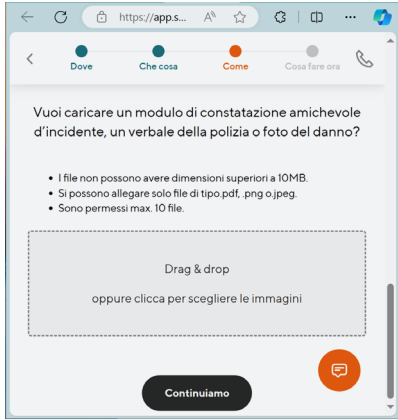 https://app.s...
Dove
Che cosa
Come
Cosa fare ora
Vuoi caricare un modulo di constatazione amichevole
d'incidente, un verbale della polizia o foto del danno?
• I file non possono avere dimensioni superiori a 10MB.
• Si possono allegare solo file di tipo.pdf, .png o.jpeg.
• Sono permessi max. 10 file.
Drag & drop
oppure clicca per scegliere le immagini
Continuiamo